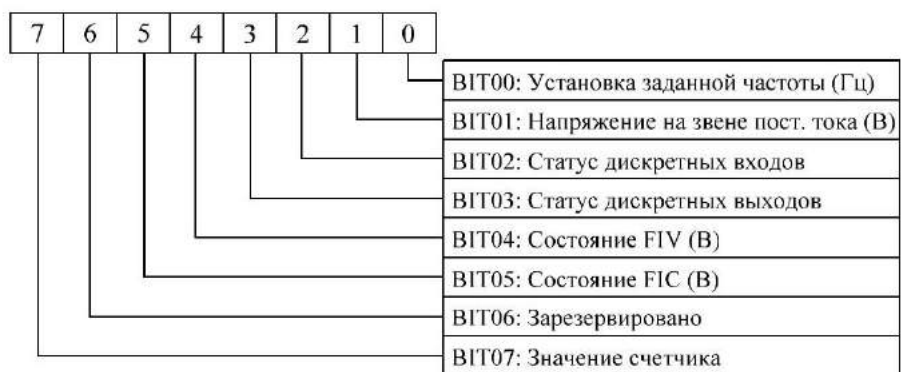 7 6 5 4 3 2 1 0
BIT00: Установка заданной частоты (Гц)
BIT01: Напряжение на звене пост. тока (В)
BIT02: Статус дискретных входов
BIT03: Статус дискретных выходов
BIT04: Состояние FIV (В)
BIT05: Состояние FIC (В)
BIT06: Зарезервировано
BIT07: Значение счетчика